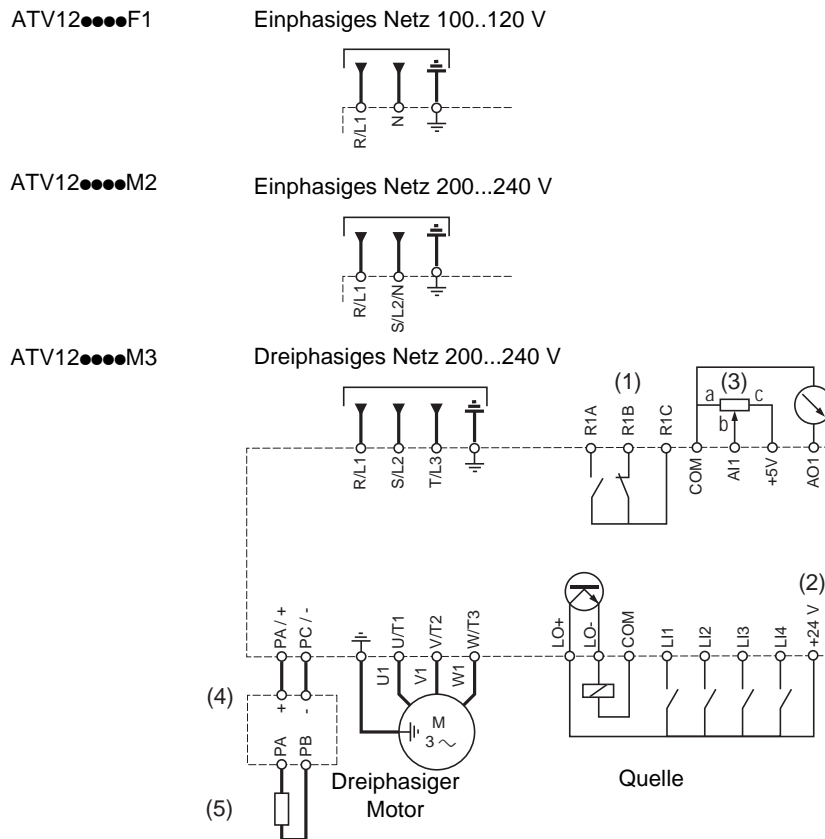 ATV12●●●●F1 Einphasiges Netz 100..120 V
R/L1 N
ATV12●●●●M2 Einphasiges Netz 200...240 V
R/L1 S/L2/N
ATV12●●●●M3 Dreiphasiges Netz 200...240 V
(1) (3)
a c
b
R/L1 S/L2 T/L3 R1A R1B R1C COM AI1 +5V AO1
(2)
PA / + PC / - U/T1 V/T2 W/T3 LO+ LO- COM LI1 LI2 LI3 LI4 +24 V
U1 V1 W1
(4) + -
M
3 ~
PA PB
Dreiphasiger
Motor
Quelle
(5)